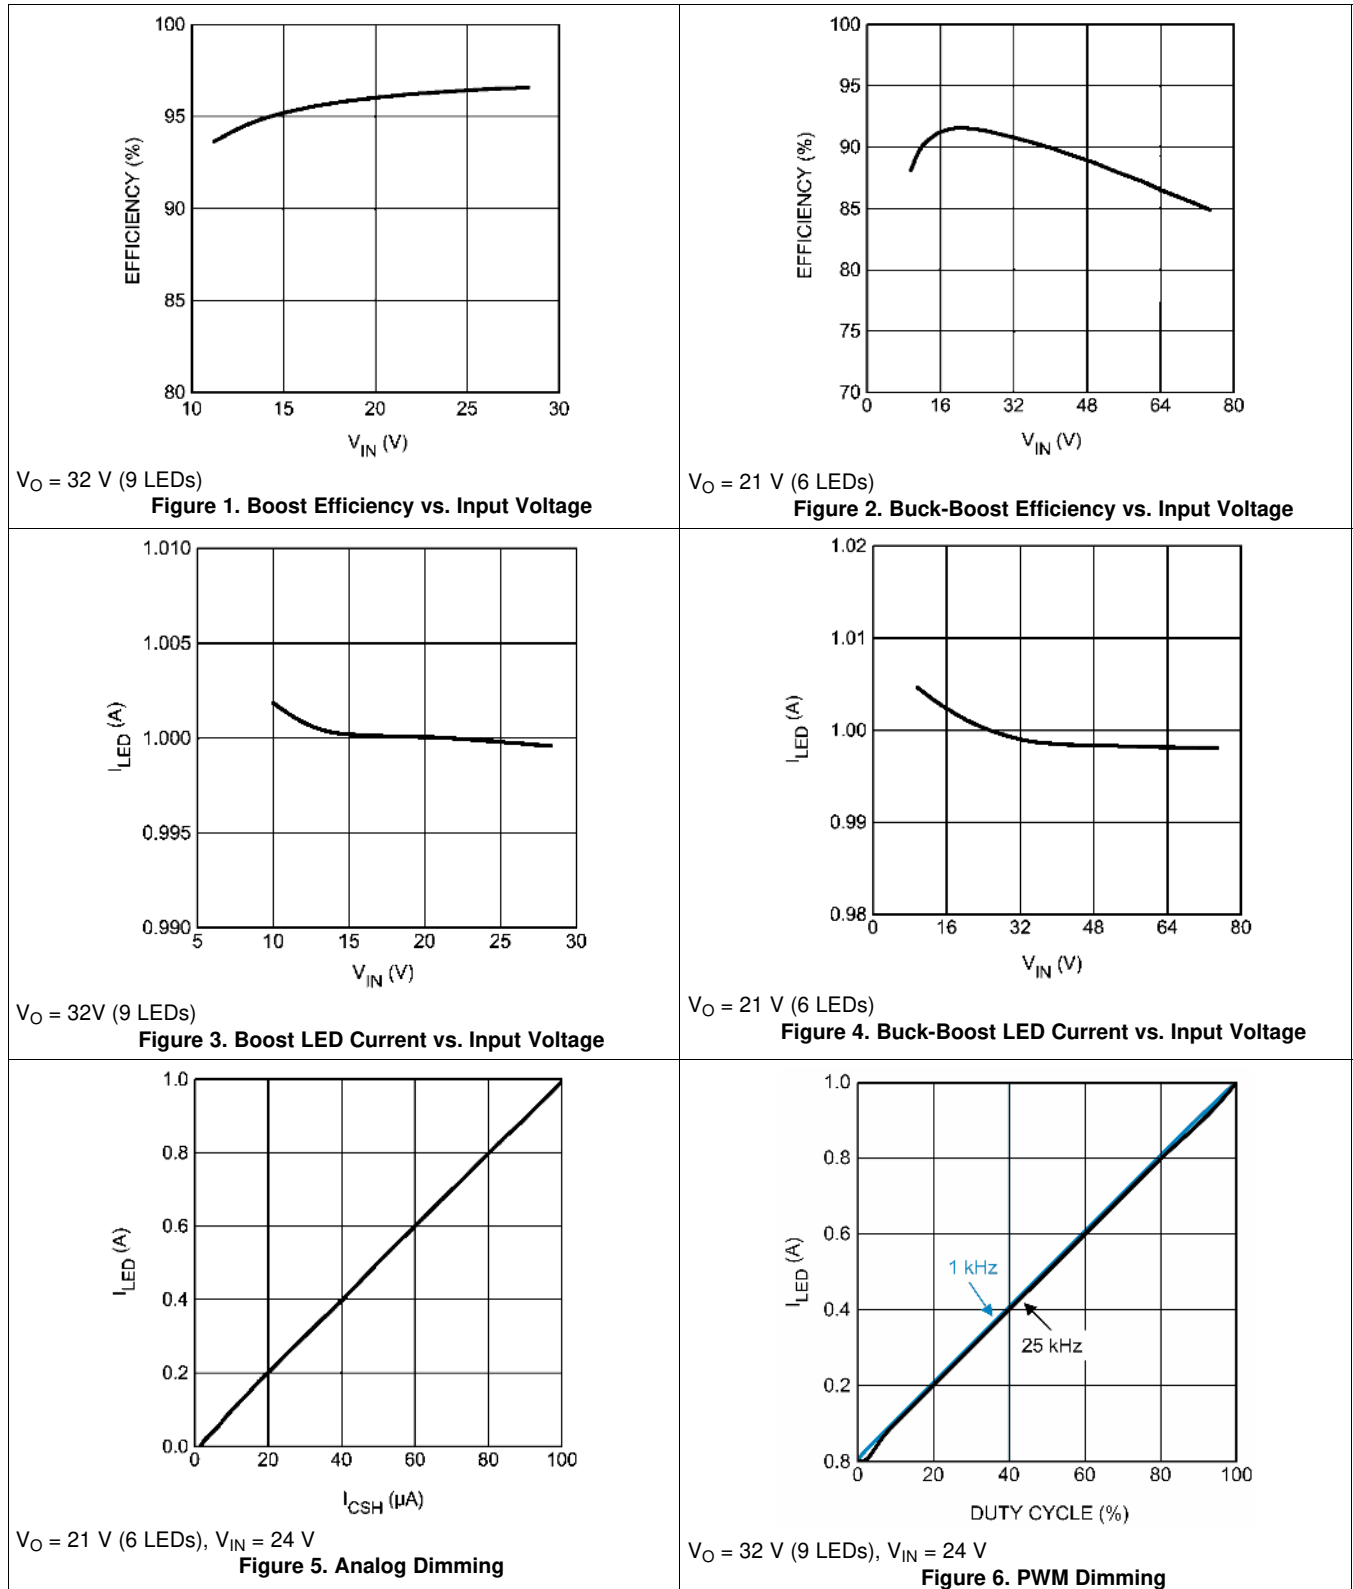 100
95
90
85
80
EFFICIENCY (%)
10 15 20 25 30
VIN (V)
VO = 32 V (9 LEDs)
Figure 1. Boost Efficiency vs. Input Voltage
100
95
90
85
80
75
70
EFFICIENCY (%)
0 16 32 48 64 80
VIN (V)
VO = 21 V (6 LEDs)
Figure 2. Buck-Boost Efficiency vs. Input Voltage
1.010
1.005
1.000
0.995
0.990
ILED (A)
5 10 15 20 25 30
VIN (V)
VO = 32V (9 LEDs)
Figure 3. Boost LED Current vs. Input Voltage
1.02
1.01
1.00
0.99
0.98
ILED (A)
0 16 32 48 64 80
VIN (V)
VO = 21 V (6 LEDs)
Figure 4. Buck-Boost LED Current vs. Input Voltage
1.0
0.8
0.6
0.4
0.2
0.0
ILED (A)
0 20 40 60 80 100
ICSH (µA)
VO = 21 V (6 LEDs), VIN = 24 V
Figure 5. Analog Dimming
1.0
0.8
0.6
0.4
0.2
0.8
ILED (A)
1 kHz
25 kHz
0 20 40 60 80 100
DUTY CYCLE (%)
VO = 32 V (9 LEDs), VIN = 24 V
Figure 6. PWM Dimming